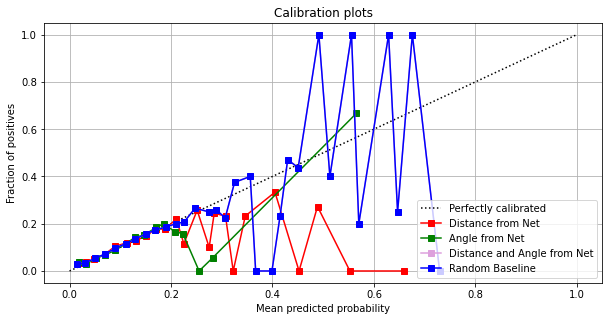 Calibration plots
1.0
0.8
0.6
0.4
0.2
0.0
Fraction of positives
Perfectly calibrated
Distance from Net
Angle from Net
Distance and Angle from Net
Random Baseline
0.0 0.2 0.4 0.6 0.8 1.0
Mean predicted probability